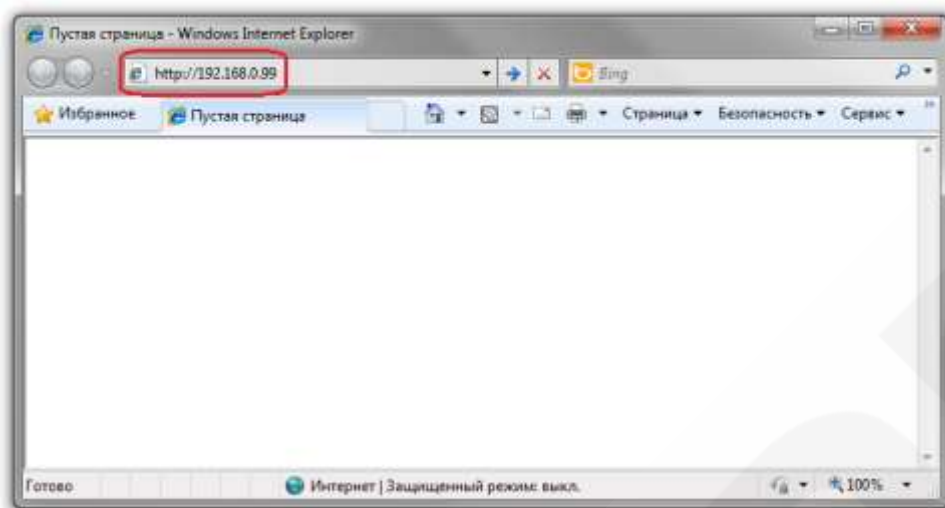 Пустая страница - Windows Internet Explorer
http://192.168.0.99 Bing
Избранное Пустая страница Страница Безопасность Сервис
Готово Интернет | Защищенный режим: выкл. 100%